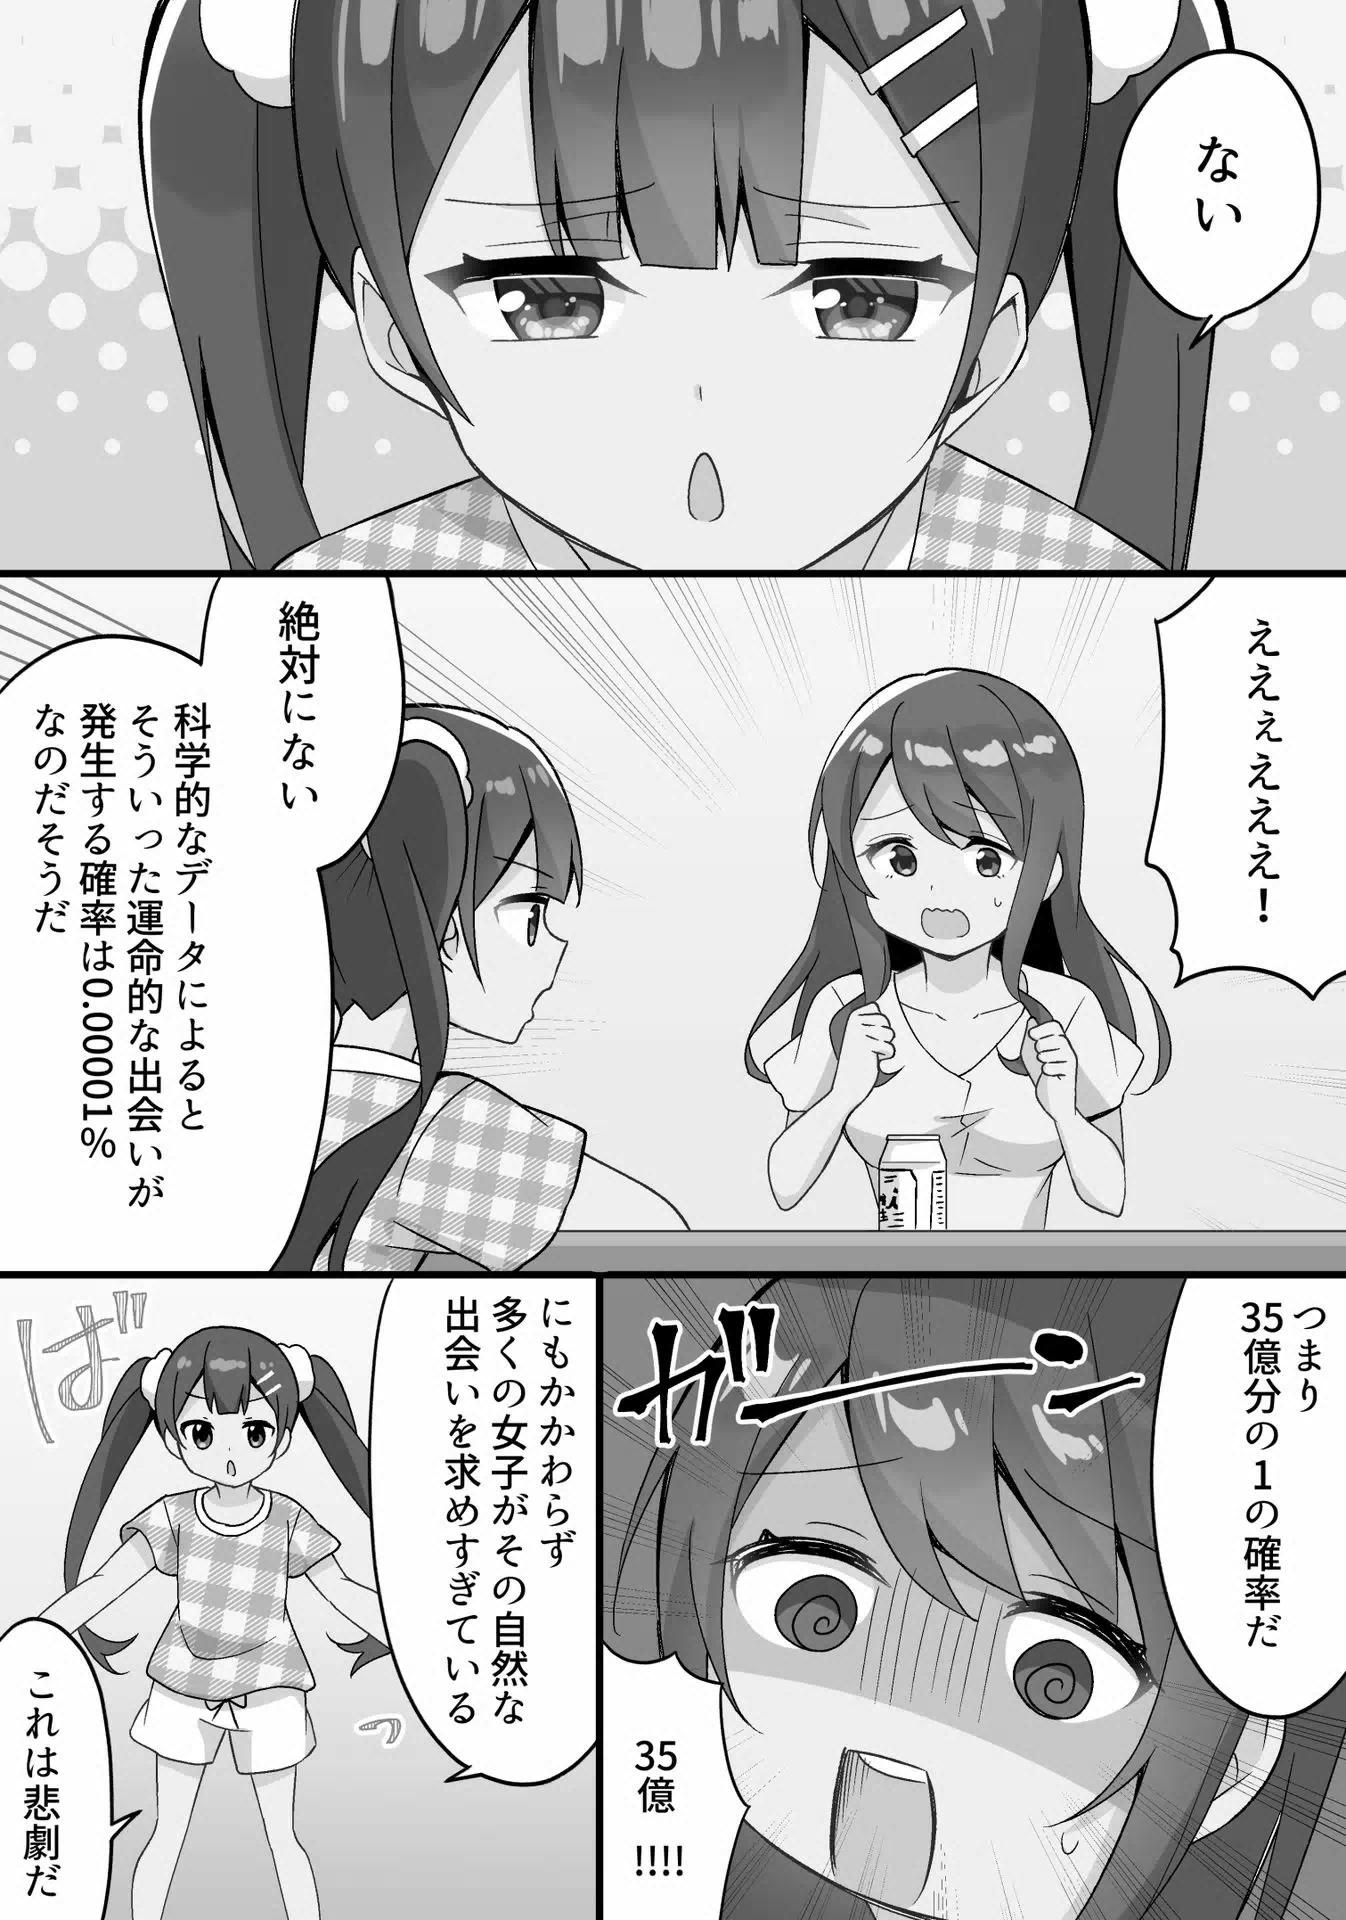 ない
ええぇぇえええ！
絶対にない
科学的なデータによると
そういった運命的な出会いが
発生する確率は0.00001%
なのだそうだ
つまり
35億分の1の確率だ
ガーン
35億
!!!!
にもかかわらず
多くの女子がその自然な
出会いを求めすぎている
ばっ
これは悲劇だ